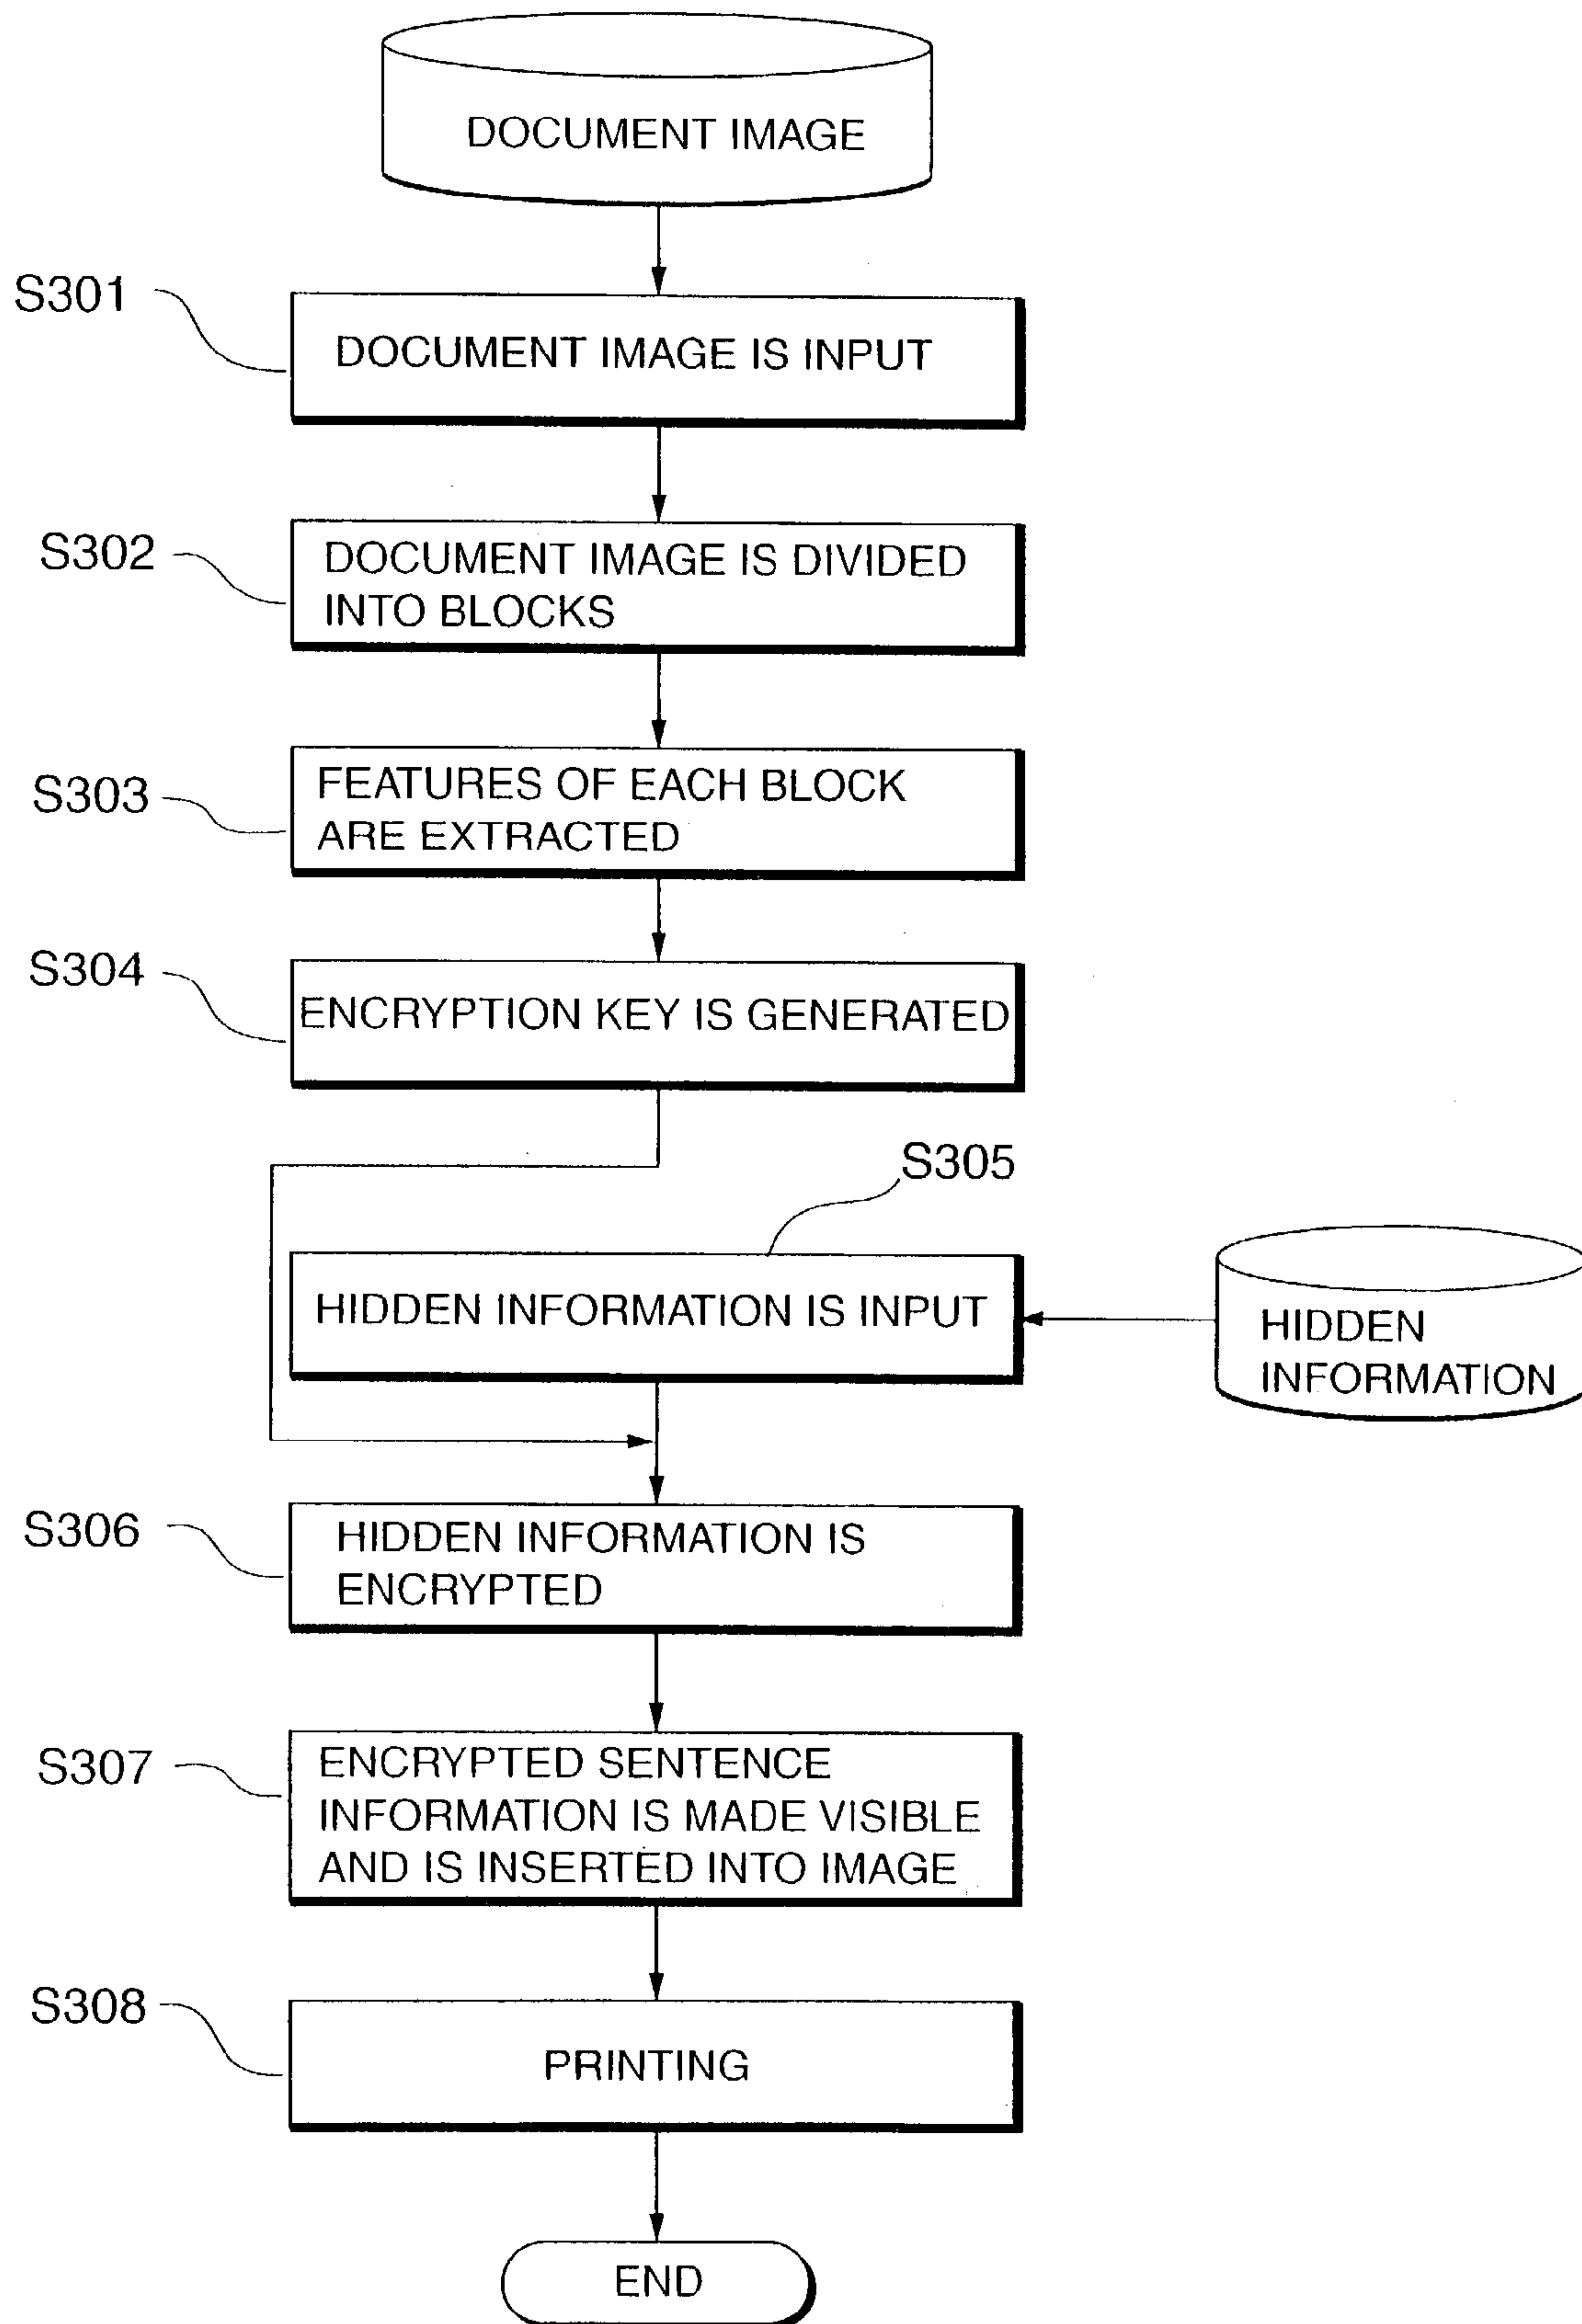 DOCUMENT IMAGE
S301
DOCUMENT IMAGE IS INPUT
S302
DOCUMENT IMAGE IS DIVIDED
INTO BLOCKS
S303
FEATURES OF EACH BLOCK
ARE EXTRACTED
S304
ENCRYPTION KEY IS GENERATED
S305
HIDDEN INFORMATION IS INPUT
HIDDEN
INFORMATION
S306
HIDDEN INFORMATION IS
ENCRYPTED
S307
ENCRYPTED SENTENCE
INFORMATION IS MADE VISIBLE
AND IS INSERTED INTO IMAGE
S308
PRINTING
END